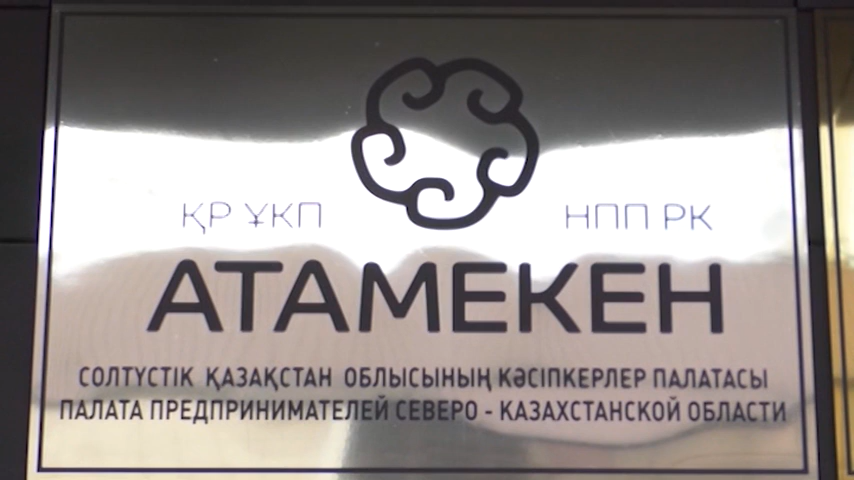 ҚР ҰКП НПП РК
АТАМЕКЕН
СОЛТҮСТІК ҚАЗАҚСТАН ОБЛЫСЫНЫҢ КӘСІПКЕРЛЕР ПАЛАТАСЫ
ПАЛАТА ПРЕДПРИНИМАТЕЛЕЙ СЕВЕРО - КАЗАХСТАНСКОЙ ОБЛАСТИ